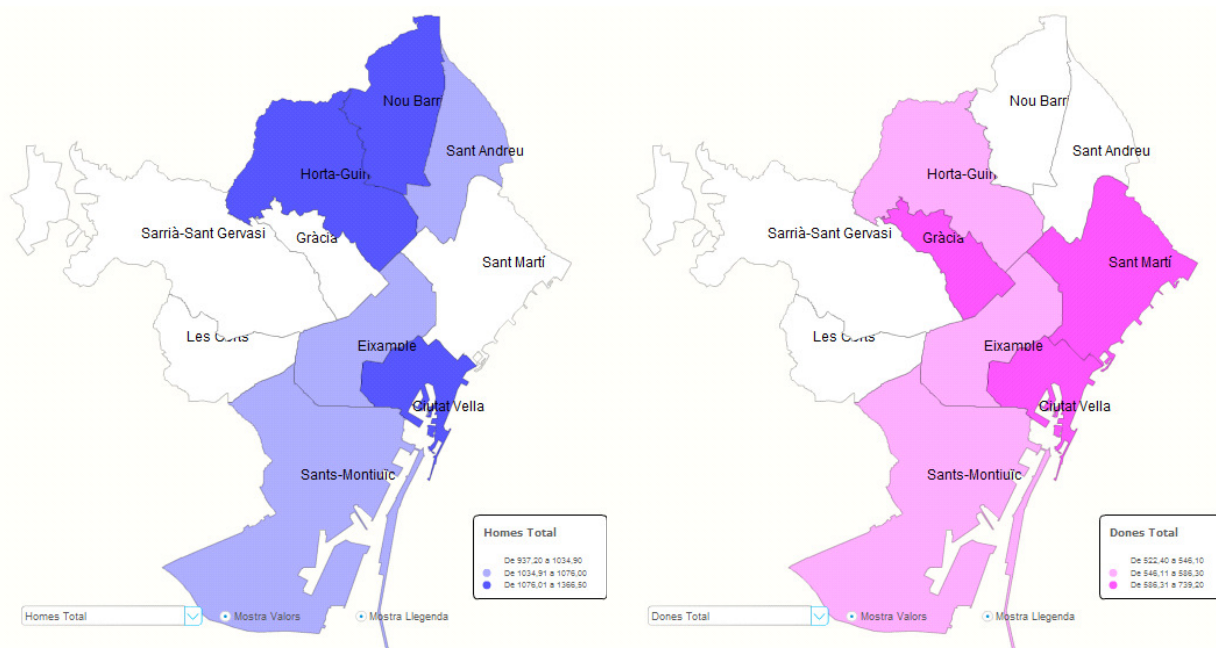 Nou Barri
Sant Andreu
Horta-Guin
Sarrià-Sant Gervasi
Gràcia
Sant Martí
Les Corts
Eixample
Ciutat Vella
Sants-Montjuïc
Homes Total
De 937,20 a 1034,90
De 1034,91 a 1076,00
De 1076,01 a 1366,50
Homes Total
Mostra Valors
Mostra Llegenda
Nou Barri
Sant Andreu
Horta-Guin
Sarrià-Sant Gervasi
Gràcia
Sant Martí
Les Corts
Eixample
Ciutat Vella
Sants-Montjuïc
Dones Total
De 522,40 a 546,10
De 546,11 a 586,30
De 586,31 a 739,20
Dones Total
Mostra Valors
Mostra Llegenda